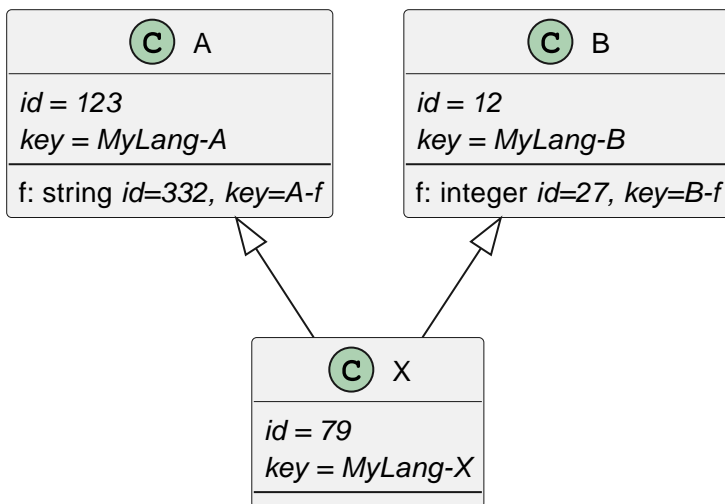 C A
id = 123
key = MyLang-A
f: string id=332, key=A-f
C B
id = 12
key = MyLang-B
f: integer id=27, key=B-f
C X
id = 79
key = MyLang-X